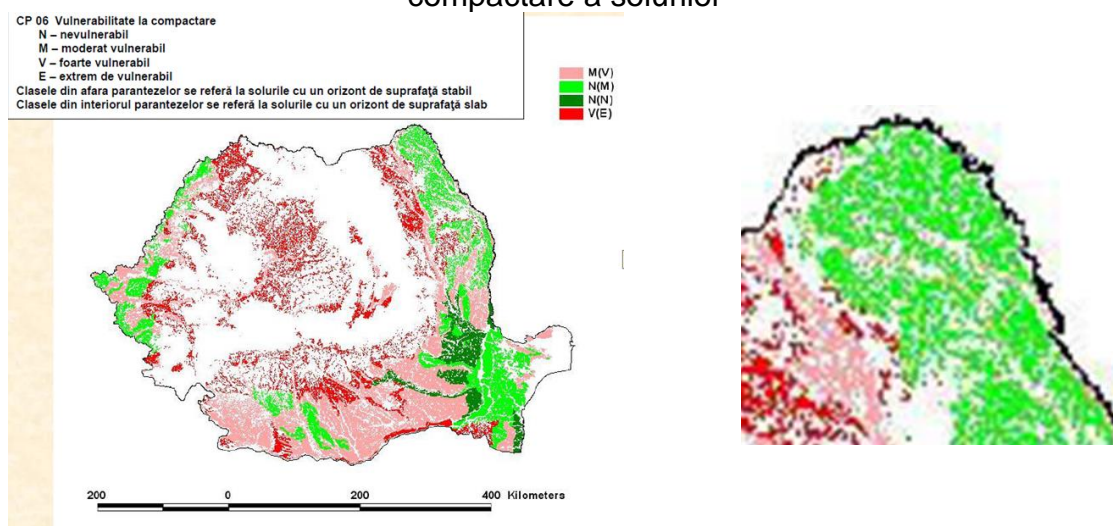 compactare a solurilor
CP 06 Vulnerabilitate la compactare
N – nevulnerabil
M – moderat vulnerabil
V – foarte vulnerabil
E – extrem de vulnerabil
Clasele din afara parantezelor se referă la solurile cu un orizont de suprafaţă stabil
Clasele din interiorul parantezelor se referă la solurile cu un orizont de suprafaţă slab
M(V)
N(M)
N(N)
V(E)
200 0 200 400 Kilometers